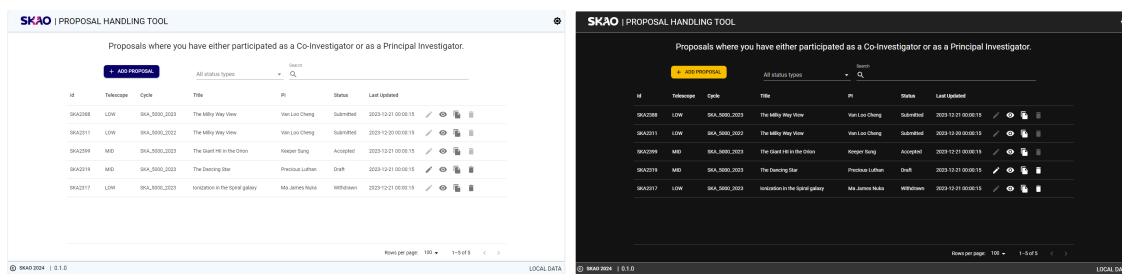 SKAO | PROPOSAL HANDLING TOOL
Proposals where you have either participated as a Co-Investigator or as a Principal Investigator.
+ ADD PROPOSAL
All status types
Search
Id Telescope Cycle Title PI Status Last Updated
SKA2388 LOW SKA_5000_2023 The Milky Way View Van Loo Cheng Submitted 2023-12-21 00:00:15
SKA2311 LOW SKA_5000_2022 The Milky Way View Van Loo Cheng Submitted 2023-12-20 00:00:15
SKA2399 MID SKA_5000_2023 The Giant HII in the Orion Keeper Sung Accepted 2023-12-21 00:00:15
SKA2319 MID SKA_5000_2023 The Dancing Star Precious Luthan Draft 2023-12-21 00:00:15
SKA2317 LOW SKA_5000_2023 Ionization in the Spiral galaxy Ma James Nuka Withdrawn 2023-12-21 00:00:15
Rows per page: 100 1–5 of 5
© SKAO 2024 | 0.1.0 LOCAL DATA
SKAO | PROPOSAL HANDLING TOOL
Proposals where you have either participated as a Co-Investigator or as a Principal Investigator.
+ ADD PROPOSAL
All status types
Search
Id Telescope Cycle Title PI Status Last Updated
SKA2388 LOW SKA_5000_2023 The Milky Way View Van Loo Cheng Submitted 2023-12-21 00:00:15
SKA2311 LOW SKA_5000_2022 The Milky Way View Van Loo Cheng Submitted 2023-12-20 00:00:15
SKA2399 MID SKA_5000_2023 The Giant HII in the Orion Keeper Sung Accepted 2023-12-21 00:00:15
SKA2319 MID SKA_5000_2023 The Dancing Star Precious Luthan Draft 2023-12-21 00:00:15
SKA2317 LOW SKA_5000_2023 Ionization in the Spiral galaxy Ma James Nuka Withdrawn 2023-12-21 00:00:15
Rows per page: 100 1–5 of 5
© SKAO 2024 | 0.1.0 LOCAL DA